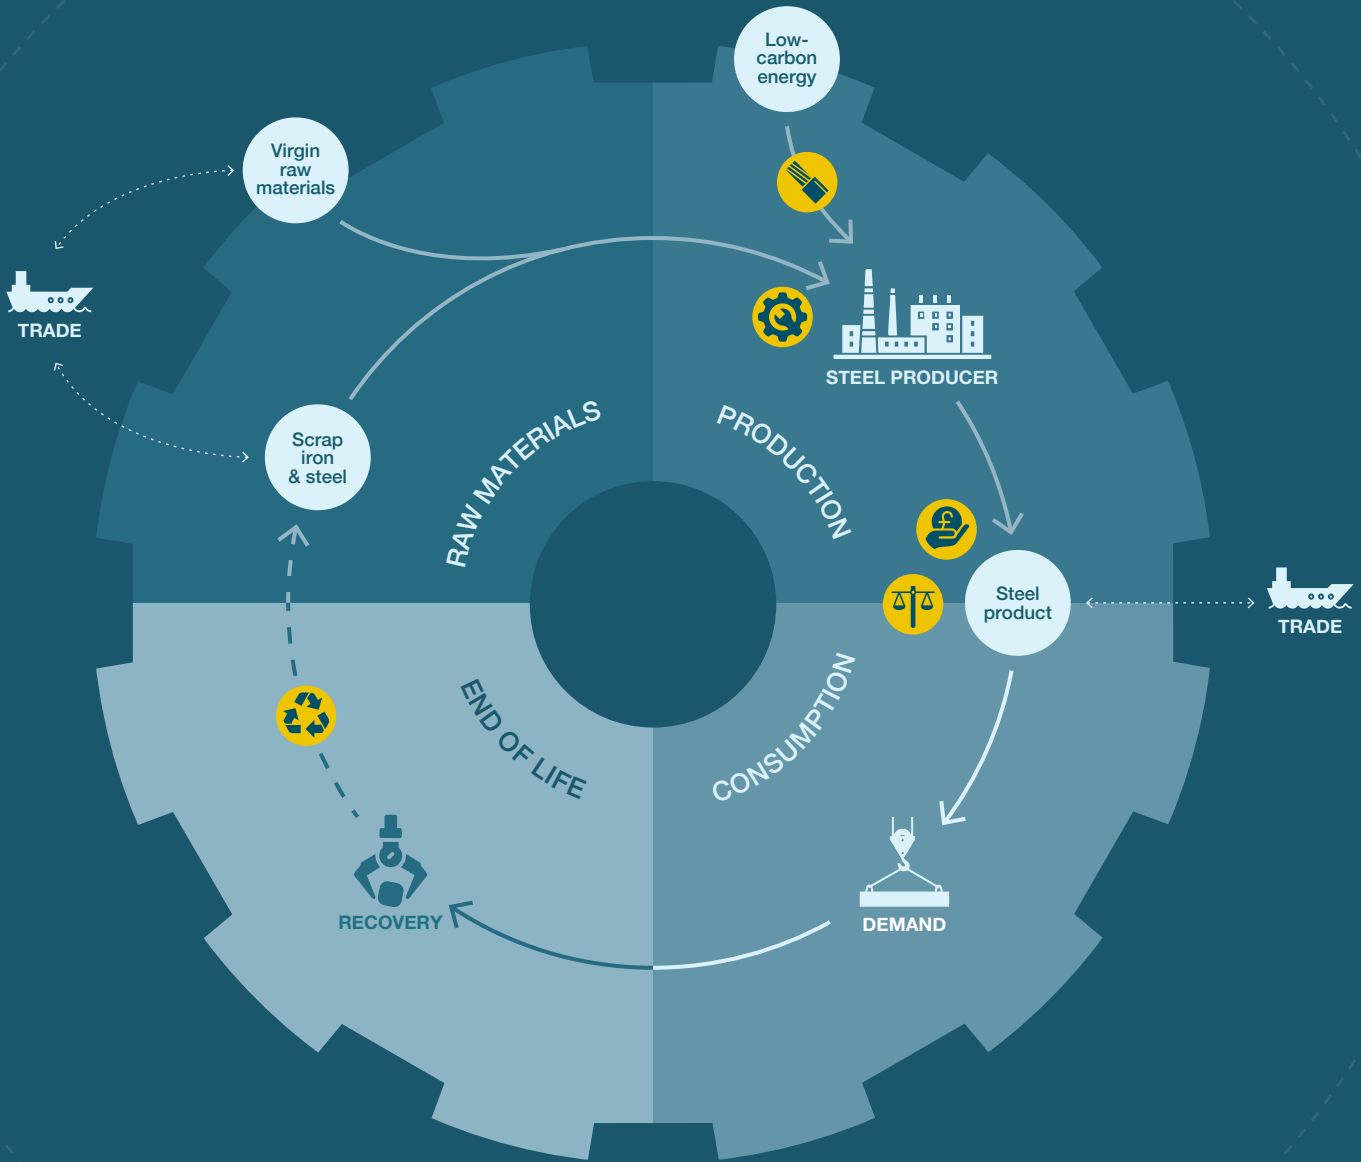 Low-
carbon
energy
Virgin
raw
materials
TRADE
STEEL PRODUCER
Scrap
iron
& steel
RAW MATERIALS
PRODUCTION
£
Steel
product
TRADE
END OF LIFE
CONSUMPTION
RECOVERY
DEMAND